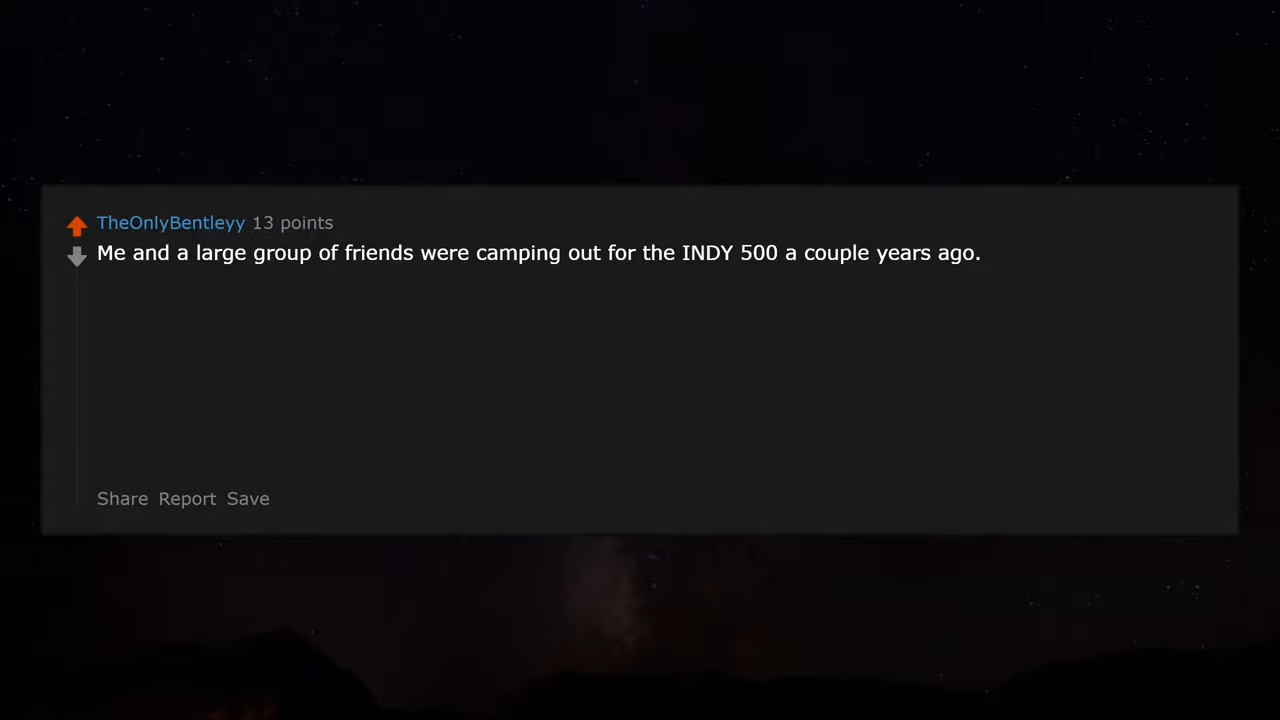 TheOnlyBentleyy 13 points
Me and a large group of friends were camping out for the INDY 500 a couple years ago.
Share Report Save